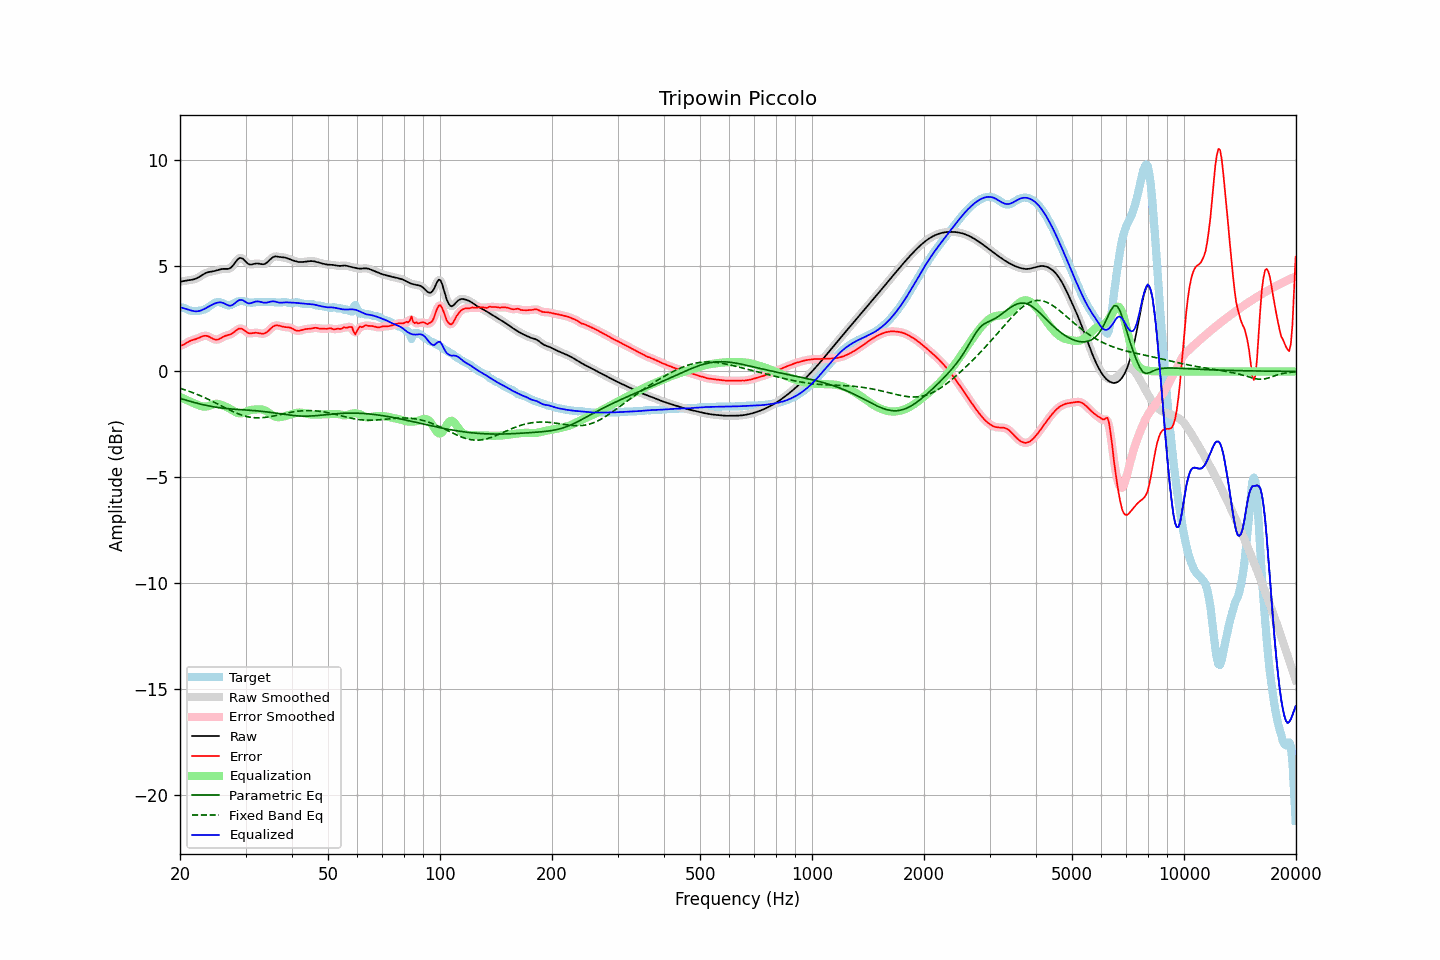 Tripowin Piccolo
Amplitude (dBr)
10
5
0
−5
−10
−15
−20
Target
Raw Smoothed
Error Smoothed
Raw
Error
Equalization
Parametric Eq
Fixed Band Eq
Equalized
20 50 100 200 500 1000 2000 5000 10000 20000
Frequency (Hz)